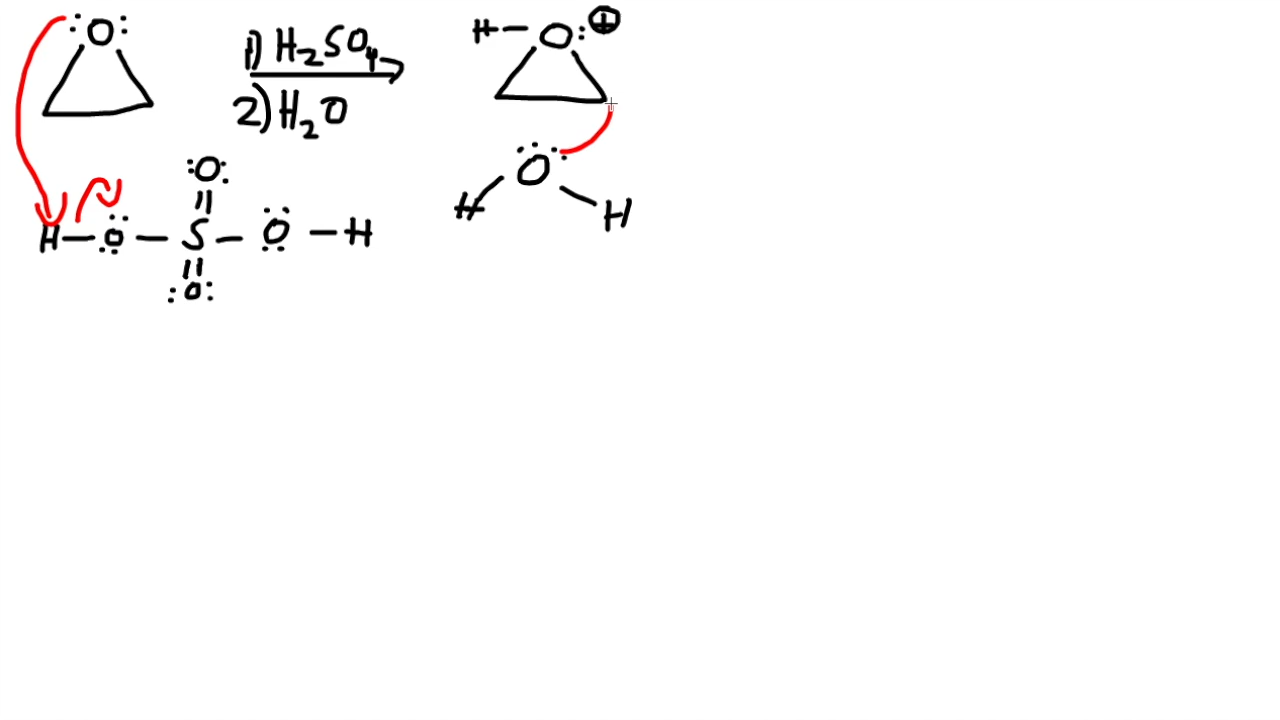 :O:
1) H₂SO₄
2) H₂O
H–O: ⊕
:O:
H–O–S–O–H
:O:
O
H H